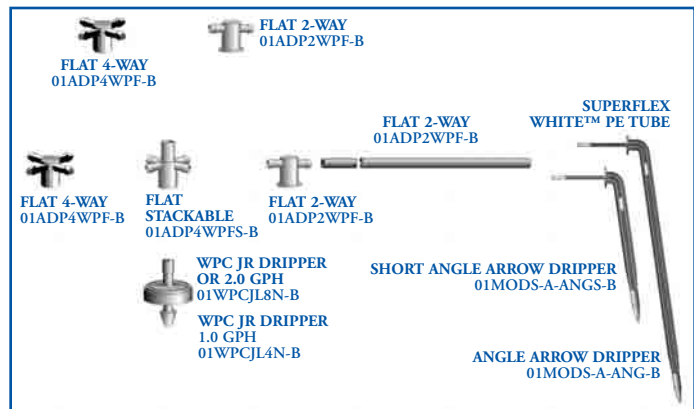 FLAT 4-WAY
01ADP4WPF-B
FLAT 2-WAY
01ADP2WPF-B
FLAT 4-WAY
01ADP4WPF-B
FLAT
STACKABLE
01ADP4WPFS-B
FLAT 2-WAY
01ADP2WPF-B
FLAT 2-WAY
01ADP2WPF-B
SUPERFLEX
WHITE™ PE TUBE
WPC JR DRIPPER
OR 2.0 GPH
01WPCJL8N-B
WPC JR DRIPPER
1.0 GPH
01WPCJL4N-B
SHORT ANGLE ARROW DRIPPER
01MODS-A-ANGS-B
ANGLE ARROW DRIPPER
01MODS-A-ANG-B